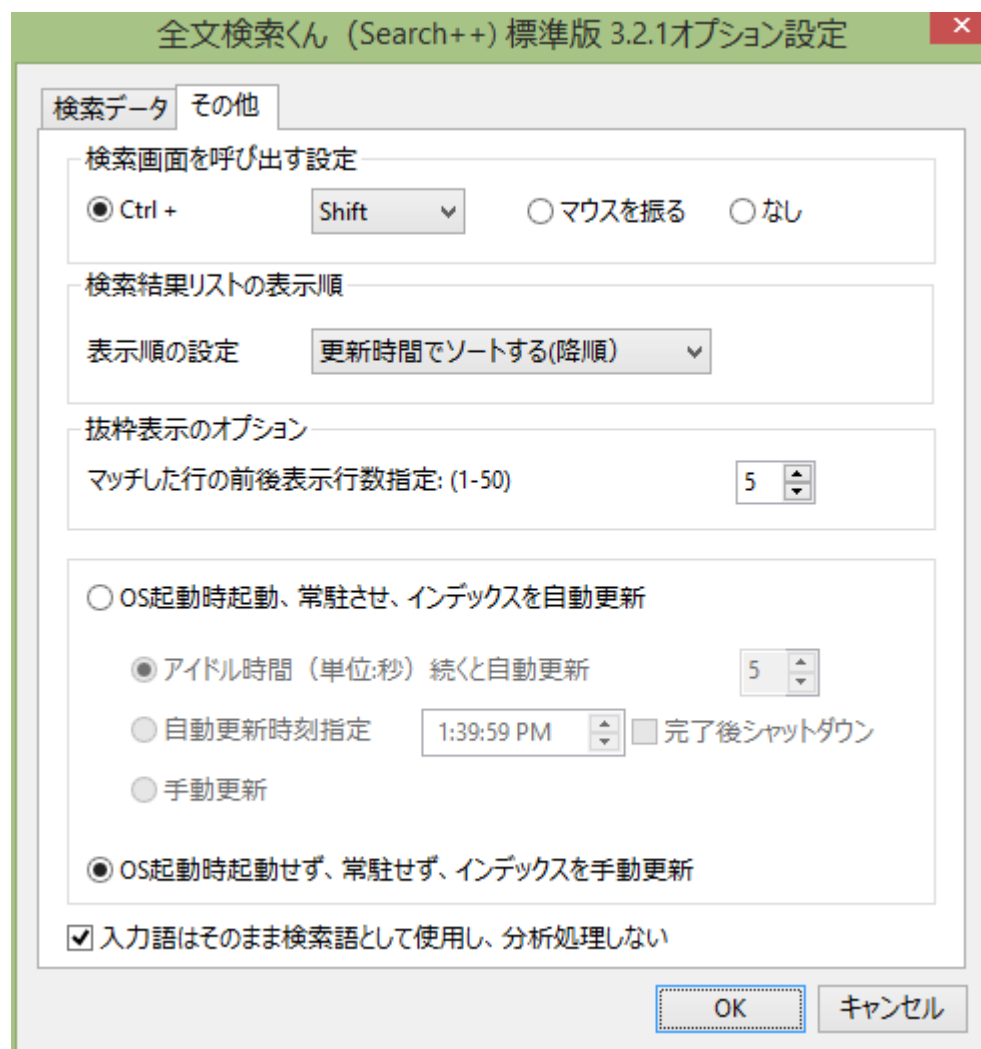 全文検索くん（Search++) 標準版 3.2.1オプション設定
検索データ その他
検索画面を呼び出す設定
Ctrl + Shift マウスを振る なし
検索結果リストの表示順
表示順の設定 更新時間でソートする(降順）
抜粋表示のオプション
マッチした行の前後表示行数指定: (1-50) 5
OS起動時起動、常駐させ、インデックスを自動更新
アイドル時間（単位:秒）続くと自動更新 5
自動更新時刻指定 1:39:59 PM 完了後シャットダウン
手動更新
OS起動時起動せず、常駐せず、インデックスを手動更新
入力語はそのまま検索語として使用し、分析処理しない
OK キャンセル